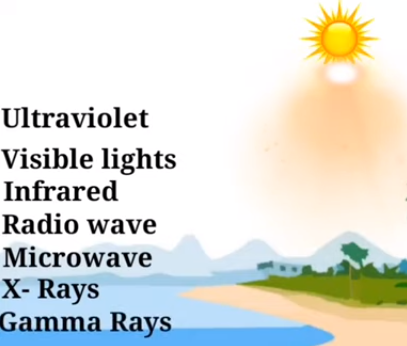 Ultraviolet
Visible lights
Infrared
Radio wave
Microwave
X- Rays
Gamma Rays